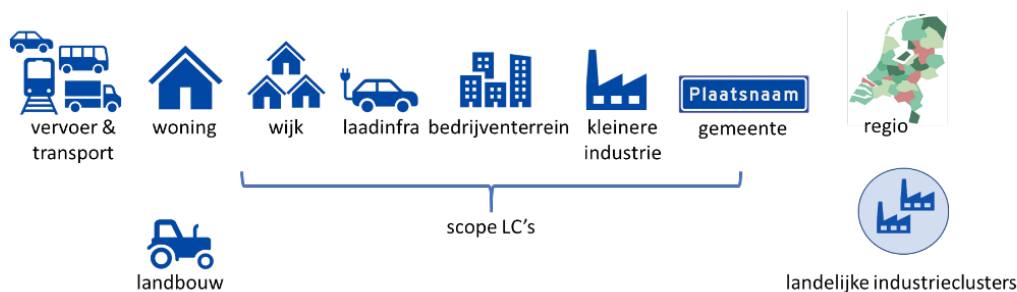 Plaatsnaam
vervoer &
transport
woning
wijk
laadinfra
bedrijventerrein
kleinere
industrie
gemeente
regio
scope LC's
landbouw
landelijke industrieclusters